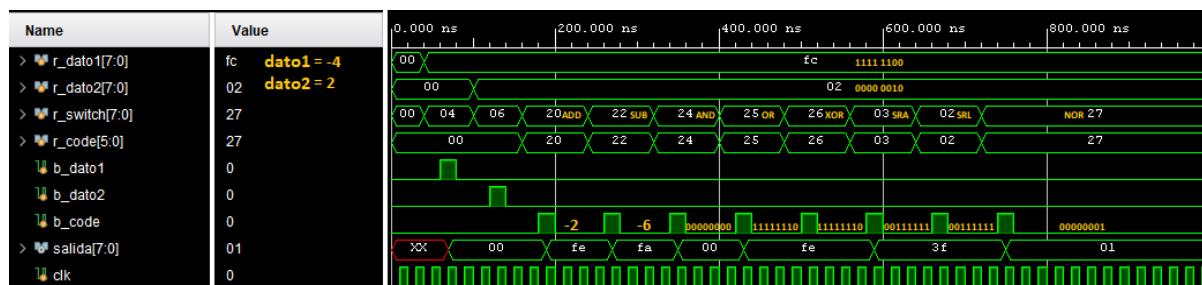 Name Value 0.000 ns 200.000 ns 400.000 ns 600.000 ns 800.000 ns
r_dato1[7:0] fc dato1 = -4 00 fc 1111 1100
r_dato2[7:0] 02 dato2 = 2 00 02 0000 0010
r_switch[7:0] 27 00 04 06 20 ADD 22 SUB 24 AND 25 OR 26 XOR 03 SRA 02 SRL NOR 27
r_code[5:0] 27 00 20 22 24 25 26 03 02 27
b_dato1 0
b_dato2 0
b_code 0 -2 -6 00000000 11111110 11111110 00111111 00111111 00000001
salida[7:0] 01 XX 00 fe fa 00 fe 3f 01
clk 0